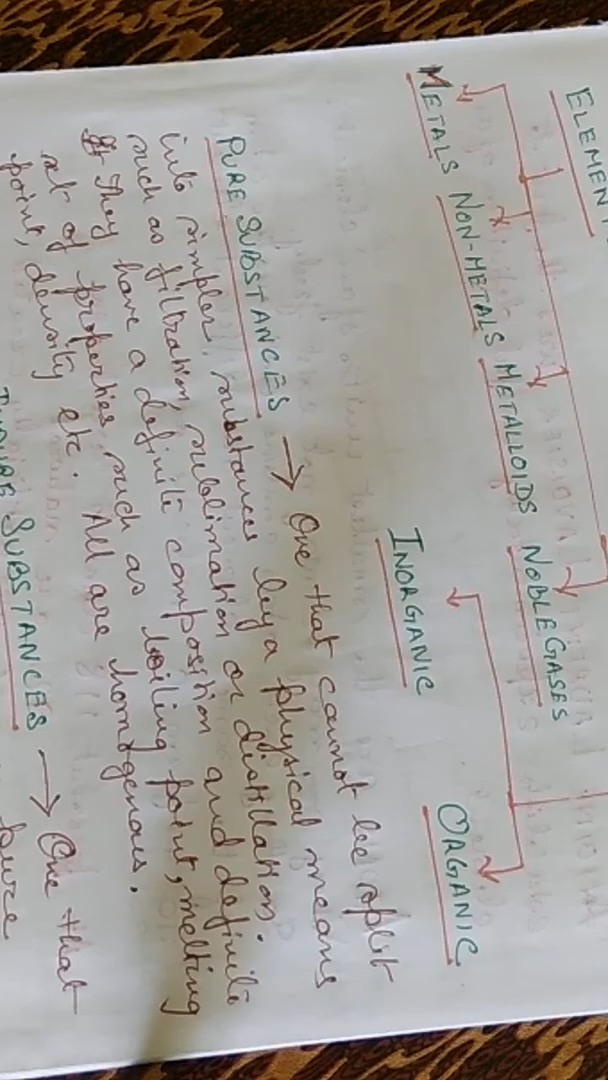 ELEMEN
METALS NON-METALS METALLOIDS NOBLE GASES
INORGANIC ORGANIC
PURE SUBSTANCES → One that cannot be split
into simpler substances by a physical means
such as filtration, sublimation or distillation.
They have a definite composition and definite
set of properties such as boiling point, melting
point, density etc. All are homogenous.
SUBSTANCES → One that
pure